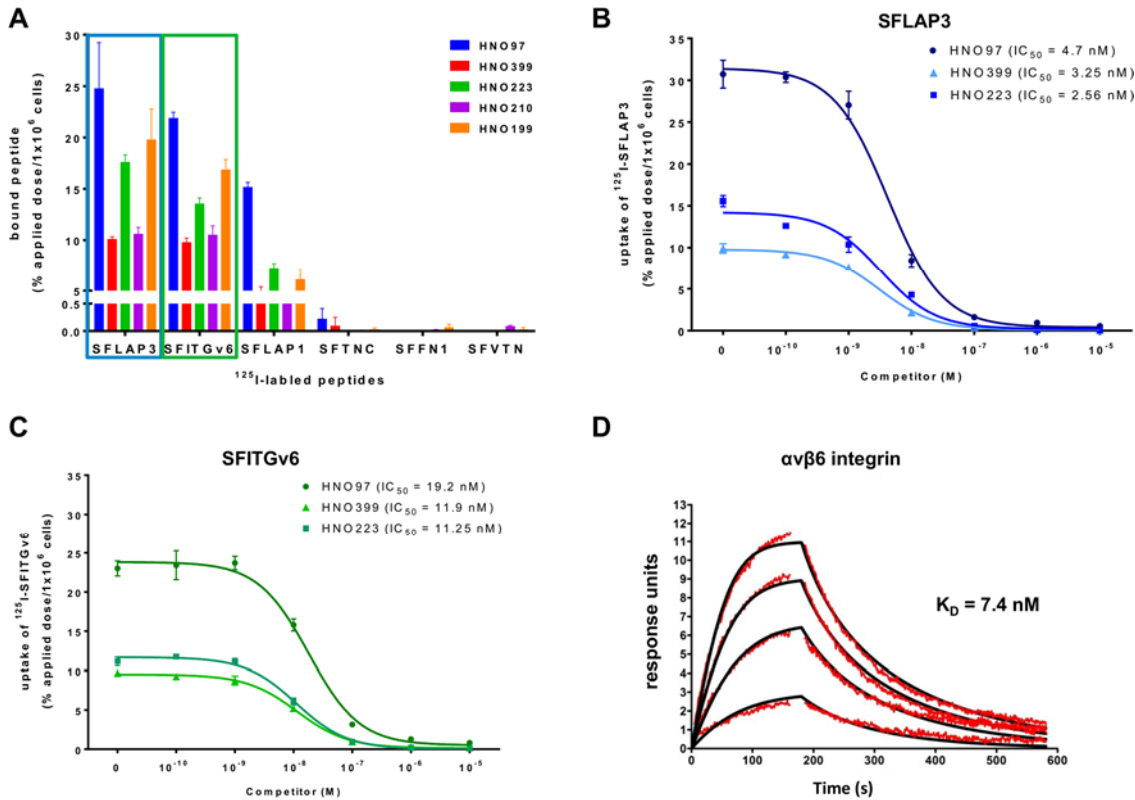 A
30
25
20
15
10
5
0.5
0.0
bound peptide
(% applied dose/1x10⁶ cells)
HNO97
HNO399
HNO223
HNO210
HNO199
SFLAP3 SFITGv6 SFLAP1 SFTNC SFFN1 SFVTN
¹²⁵I-labled peptides
B
SFLAP3
HNO97 (IC₅₀ = 4.7 nM)
HNO399 (IC₅₀ = 3.25 nM)
HNO223 (IC₅₀ = 2.56 nM)
35
30
25
20
15
10
5
0
uptake of ¹²⁵I-SFLAP3
(% applied dose/1x10⁶ cells)
0 10⁻¹⁰ 10⁻⁹ 10⁻⁸ 10⁻⁷ 10⁻⁶ 10⁻⁵
Competitor (M)
C
SFITGv6
HNO97 (IC₅₀ = 19.2 nM)
HNO399 (IC₅₀ = 11.9 nM)
HNO223 (IC₅₀ = 11.25 nM)
35
30
25
20
15
10
5
0
uptake of ¹²⁵I-SFITGv6
(% applied dose/1x10⁶ cells)
0 10⁻¹⁰ 10⁻⁹ 10⁻⁸ 10⁻⁷ 10⁻⁶ 10⁻⁵
Competitor (M)
D
αvβ6 integrin
13
12
11
10
9
8
7
6
5
4
3
2
1
0
response units
K_D = 7.4 nM
0 100 200 300 400 500 600
Time (s)